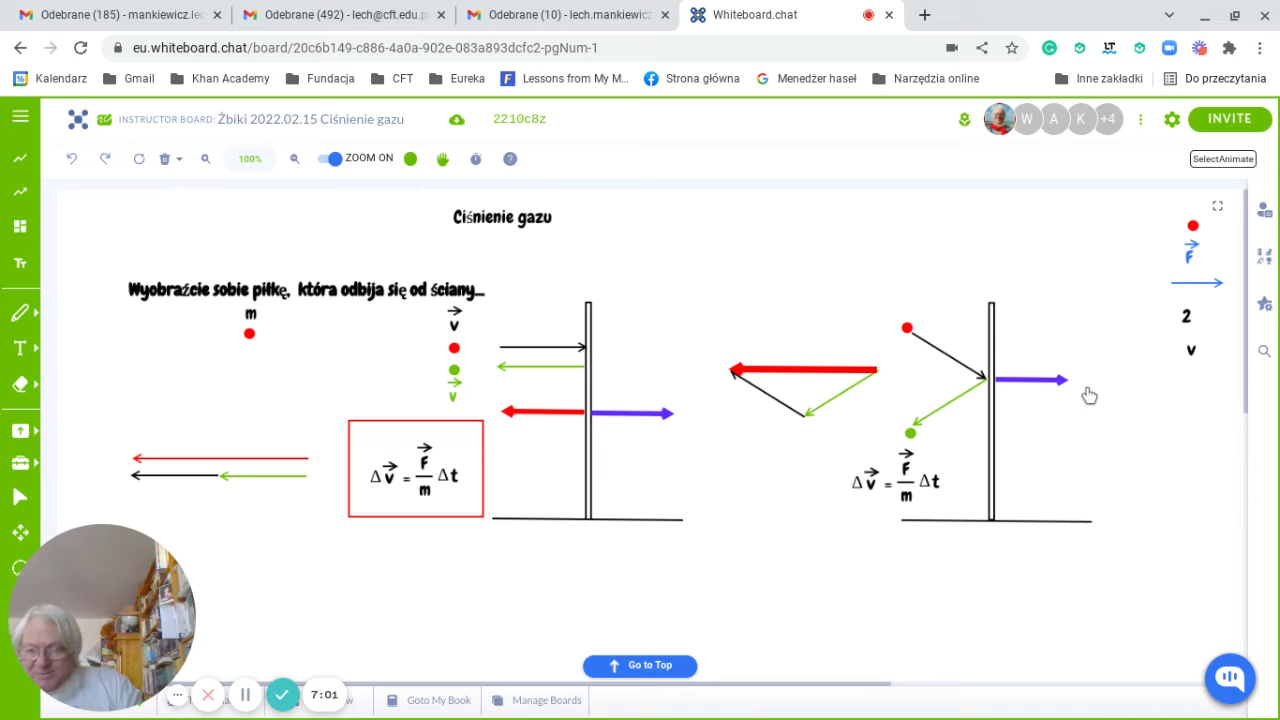 Odebrane (185) - mankiewicz.le
Odebrane (492) - lech@cft.edu.p
Odebrane (10) - lech.mankiewicz
Whiteboard.chat
eu.whiteboard.chat/board/20c6b149-c886-4a0a-902e-083a893dcfc2-pgNum-1
Kalendarz
Gmail
Khan Academy
Fundacja
CFT
Eureka
Lessons from My M...
Strona główna
Menedżer haseł
Narzędzia online
Inne zakładki
Do przeczytania
INSTRUCTOR BOARD: Żbiki 2022.02.15 Ciśnienie gazu
2210c8z
W A K +4
INVITE
100%
ZOOM ON
SelectAnimate
Ciśnienie gazu
Wyobraźcie sobie piłkę, która odbija się od ściany...
m
v
v
Δv = F/m Δt
Δv = F/m Δt
F
2
v
Go to Top
7:01
Goto My Book
Manage Boards